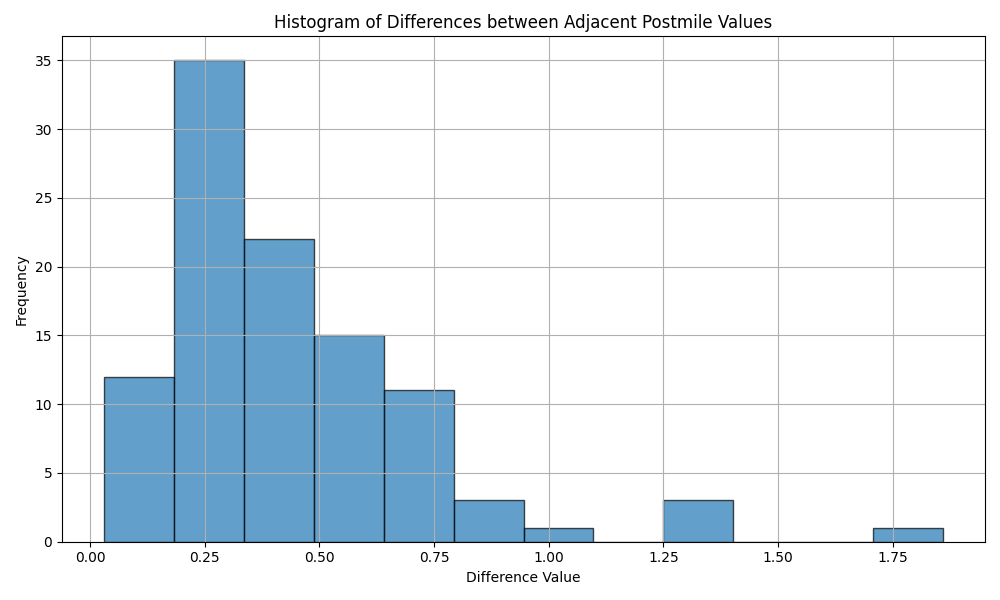 Histogram of Differences between Adjacent Postmile Values
Frequency
35
30
25
20
15
10
5
0
0.00 0.25 0.50 0.75 1.00 1.25 1.50 1.75
Difference Value